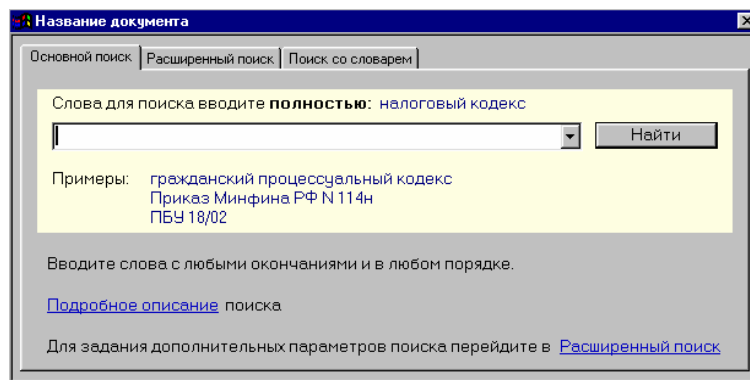 Название документа
Основной поиск Расширенный поиск Поиск со словарем
Слова для поиска вводите полностью: налоговый кодекс
Найти
Примеры: гражданский процессуальный кодекс
Приказ Минфина РФ N 114н
ПБУ 18/02
Вводите слова с любыми окончаниями и в любом порядке.
Подробное описание поиска
Для задания дополнительных параметров поиска перейдите в Расширенный поиск